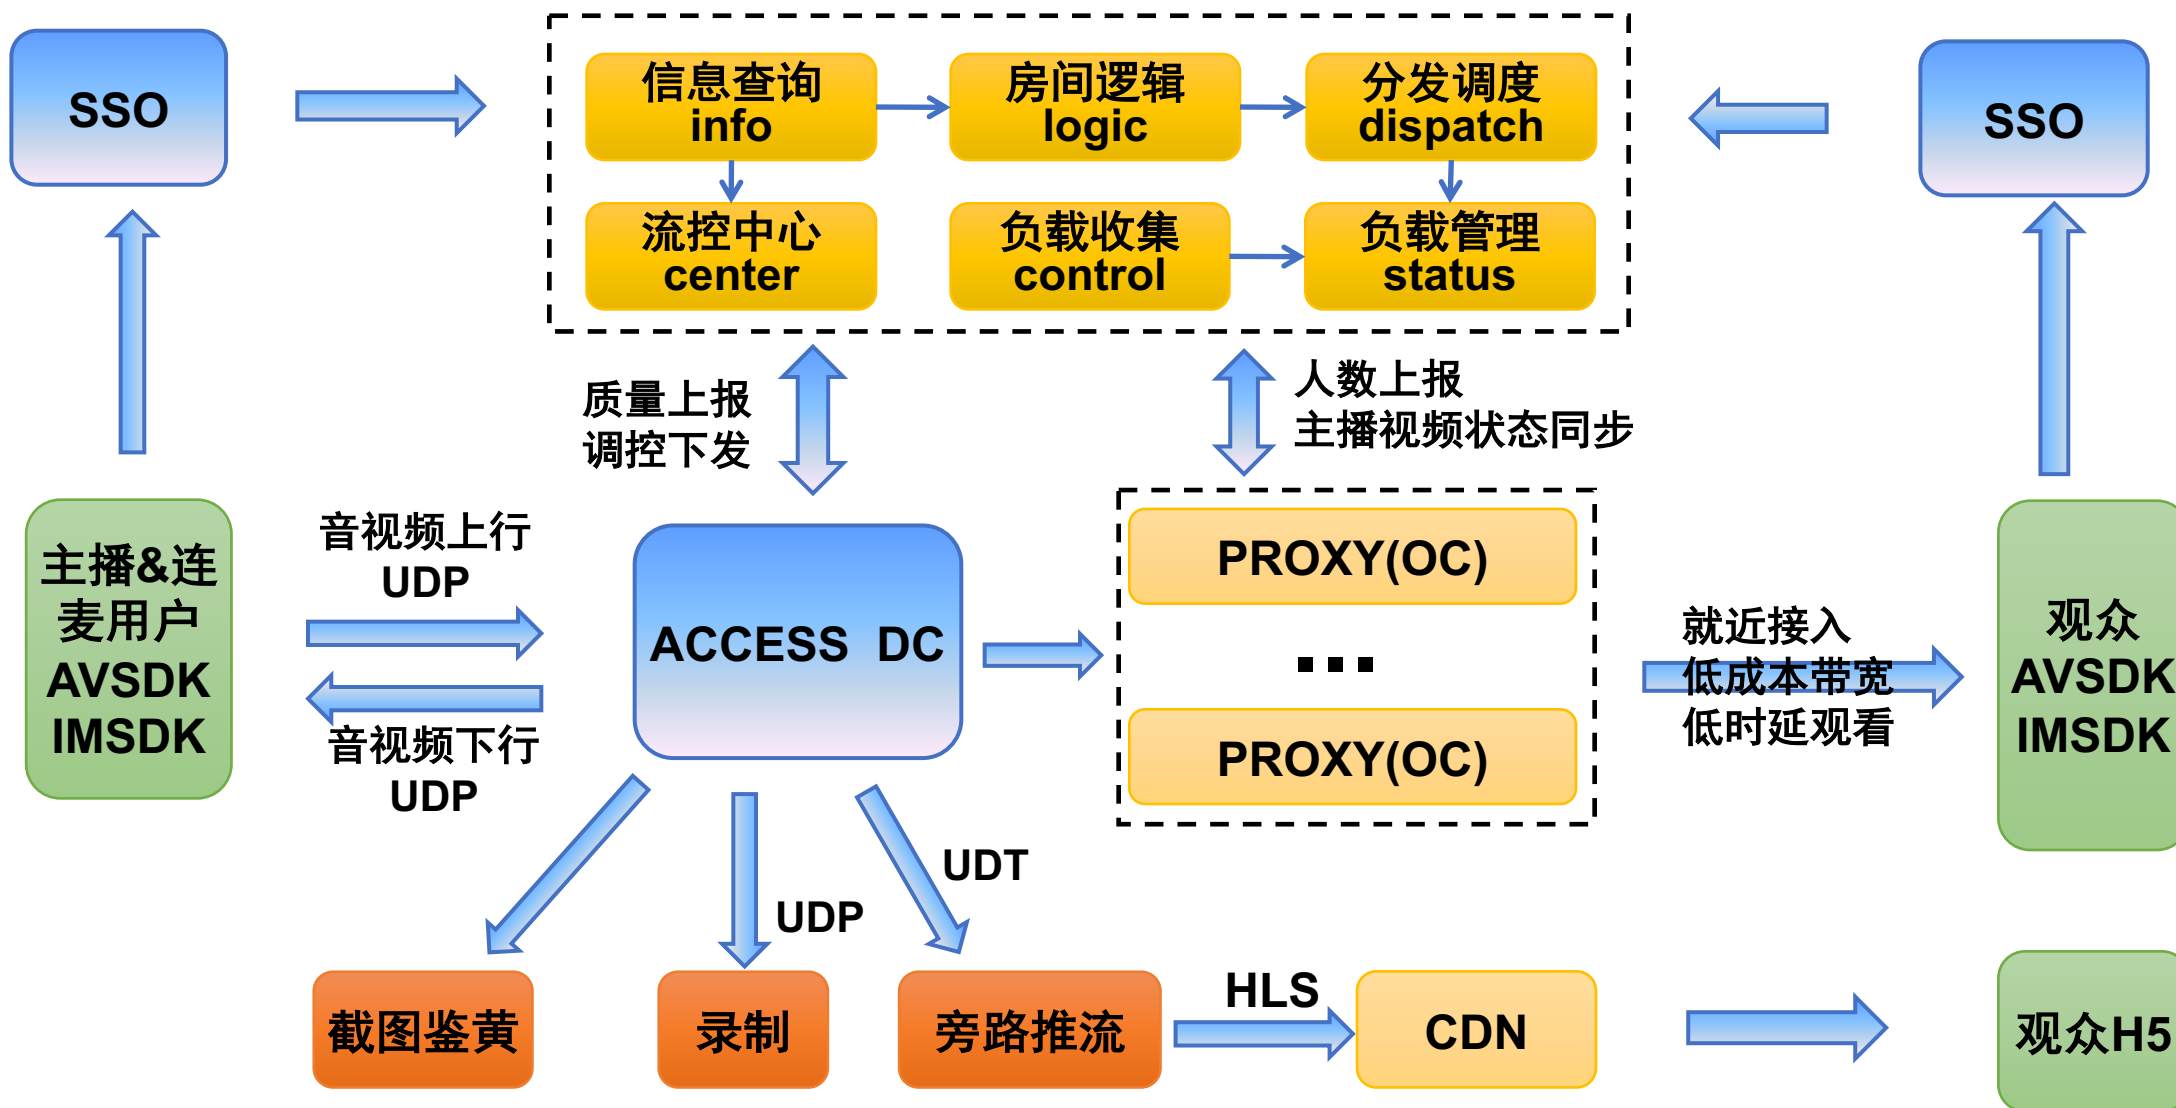 SSO
信息查询
info
房间逻辑
logic
分发调度
dispatch
SSO
流控中心
center
负载收集
control
负载管理
status
质量上报
调控下发
人数上报
主播视频状态同步
主播&连
麦用户
AVSDK
IMSDK
音视频上行
UDP
音视频下行
UDP
ACCESS DC
PROXY(OC)
...
PROXY(OC)
就近接入
低成本带宽
低时延观看
观众
AVSDK
IMSDK
UDP
UDT
截图鉴黄
录制
旁路推流
HLS
CDN
观众H5